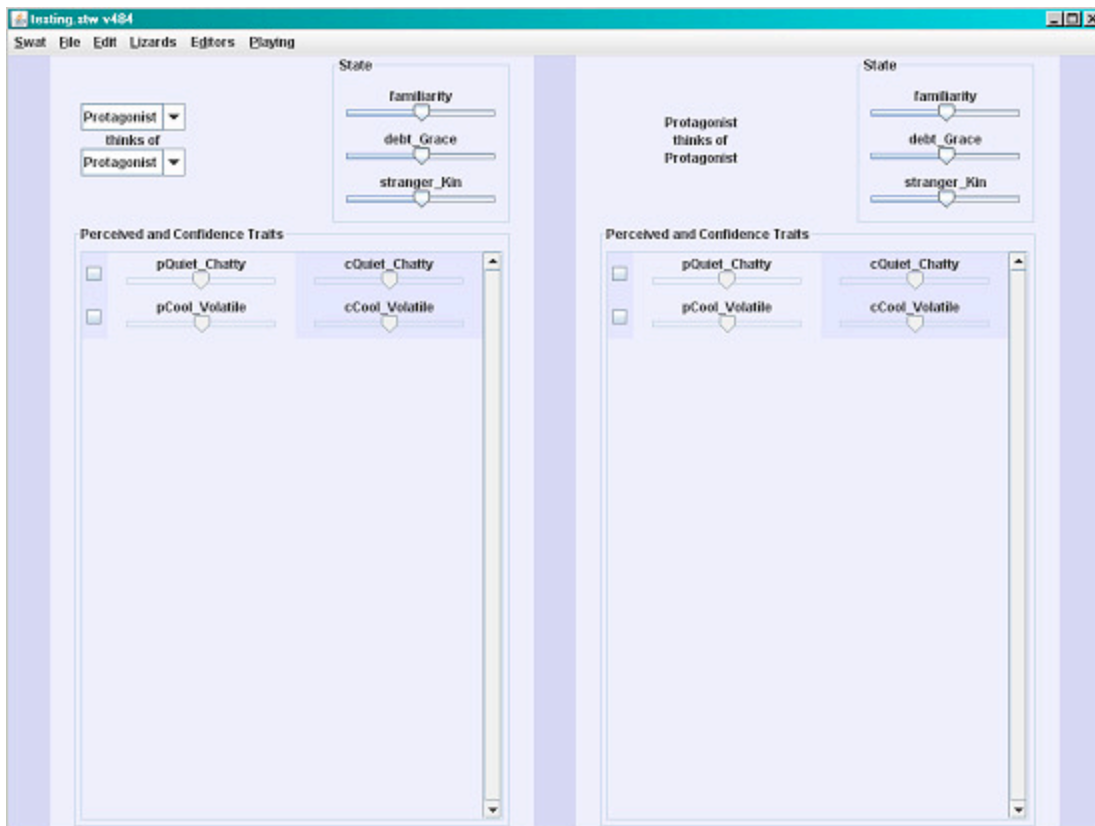 testing.stw v484
Swat File Edit Lizards Editors Playing
State
familiarity
debt_Grace
stranger_Kin
Protagonist
thinks of
Protagonist
Perceived and Confidence Traits
pQuiet_Chatty cQuiet_Chatty
pCool_Volatile cCool_Volatile
State
familiarity
debt_Grace
stranger_Kin
Protagonist
thinks of
Protagonist
Perceived and Confidence Traits
pQuiet_Chatty cQuiet_Chatty
pCool_Volatile cCool_Volatile